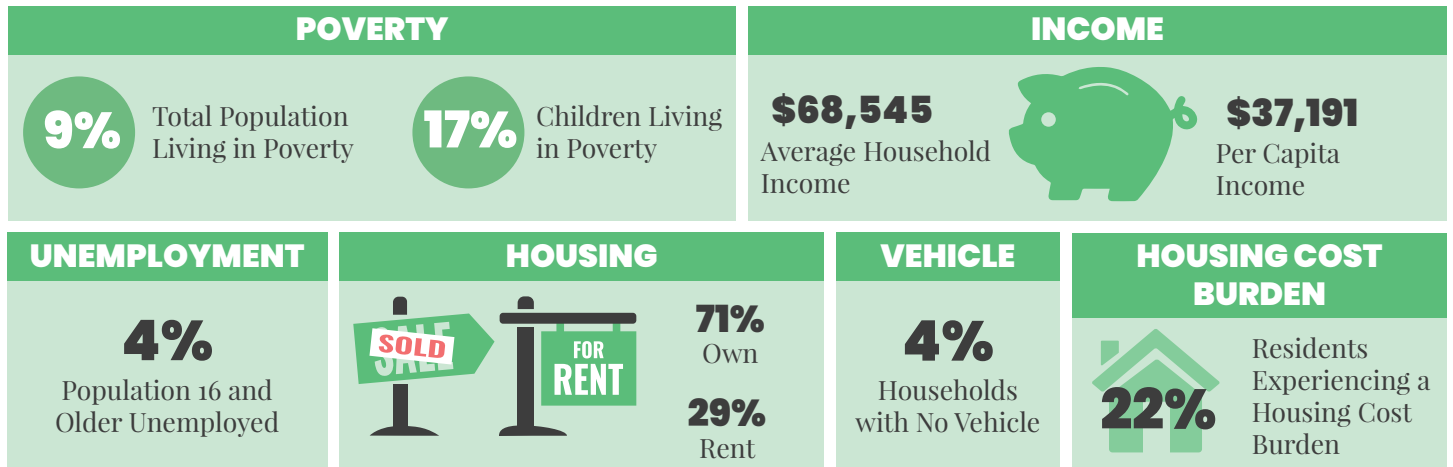 POVERTY
9%
Total Population
Living in Poverty
17%
Children Living
in Poverty
INCOME
$68,545
Average Household
Income
$37,191
Per Capita
Income
UNEMPLOYMENT
4%
Population 16 and
Older Unemployed
HOUSING
SALE
SOLD
FOR
RENT
71%
Own
29%
Rent
VEHICLE
4%
Households
with No Vehicle
HOUSING COST
BURDEN
22%
Residents
Experiencing a
Housing Cost
Burden